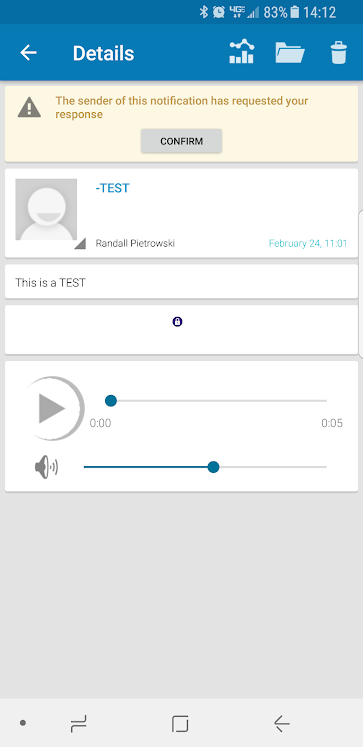 4G 83% 14:12
Details
The sender of this notification has requested your
response
CONFIRM
-TEST
Randall Pietrowski
February 24, 11:01
This is a TEST
0:00
0:05